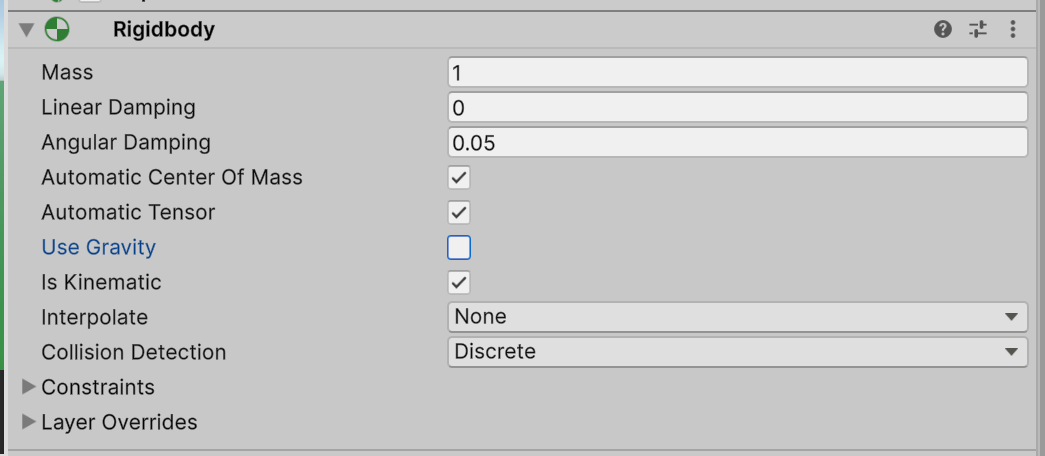 Rigidbody
Mass 1
Linear Damping 0
Angular Damping 0.05
Automatic Center Of Mass
Automatic Tensor
Use Gravity
Is Kinematic
Interpolate None
Collision Detection Discrete
Constraints
Layer Overrides